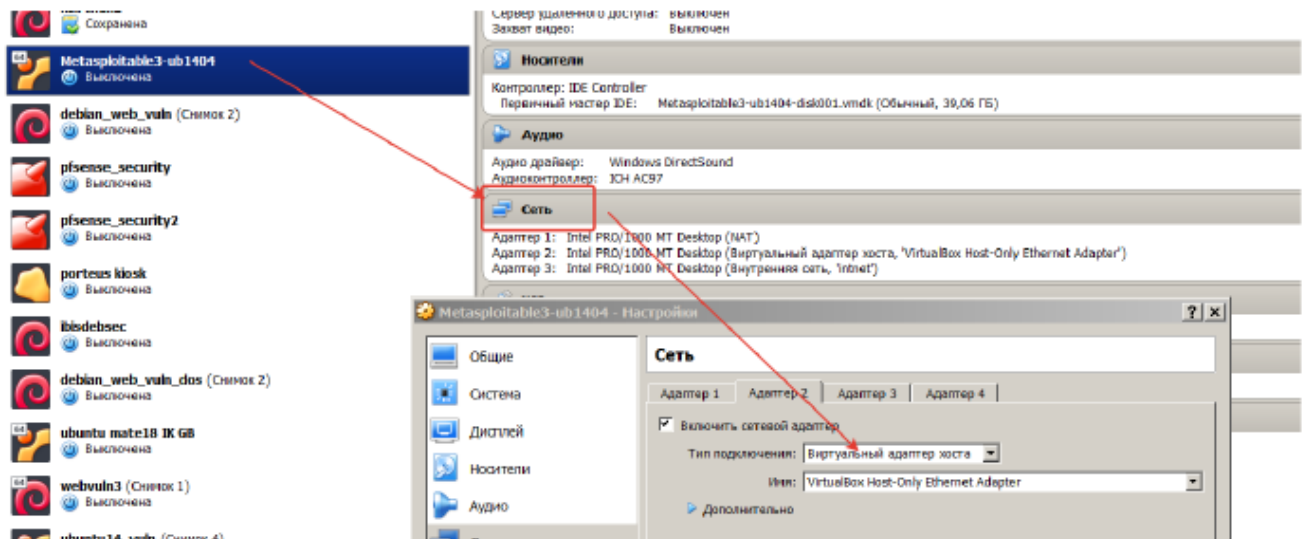 Сохранена
Metasploitable3-ub1404
Выключена
debian_web_vuln (Снимок 2)
Выключена
pfsense_security
Выключена
pfsense_security2
Выключена
porteus kiosk
Выключена
ibisdebsec
Выключена
debian_web_vuln_dos (Снимок 2)
Выключена
ubuntu mate18 IK GB
Выключена
webvuln3 (Снимок 1)
Выключена
ubuntu14_vuln (Снимок 4)
Сервер удаленного доступа: Выключен
Захват видео: Выключен
Носители
Контроллер: IDE Controller
Первичный мастер IDE: Metasploitable3-ub1404-disk001.vmdk (Обычный, 39,06 ГБ)
Аудио
Аудио драйвер: Windows DirectSound
Аудиоконтроллер: ICH AC97
Сеть
Адаптер 1: Intel PRO/1000 MT Desktop (NAT)
Адаптер 2: Intel PRO/1000 MT Desktop (Виртуальный адаптер хоста, 'VirtualBox Host-Only Ethernet Adapter')
Адаптер 3: Intel PRO/1000 MT Desktop (Внутренняя сеть, 'intnet')
Metasploitable3-ub1404 - Настройки
Общие
Система
Дисплей
Носители
Аудио
Сеть
Адаптер 1 Адаптер 2 Адаптер 3 Адаптер 4
Включить сетевой адаптер
Тип подключения: Виртуальный адаптер хоста
Имя: VirtualBox Host-Only Ethernet Adapter
Дополнительно